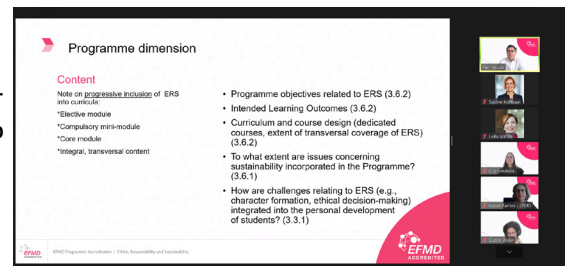 Programme dimension
Content
Note on progressive inclusion of ERS
into curricula:
*Elective module
*Compulsory mini-module
*Core module
*Integral, transversal content
• Programme objectives related to ERS (3.6.2)
• Intended Learning Outcomes (3.6.2)
• Curriculum and course design (dedicated
courses, extent of transversal coverage of ERS)
(3.6.2)
• To what extent are issues concerning
sustainability incorporated in the Programme?
(3.6.1)
• How are challenges relating to ERS (e.g.,
character formation, ethical decision-making)
integrated into the personal development
of students? (3.3.1)
EFMD
EFMD Programme Accreditation | Ethics, Responsibility and Sustainability
EFMD
ACCREDITED